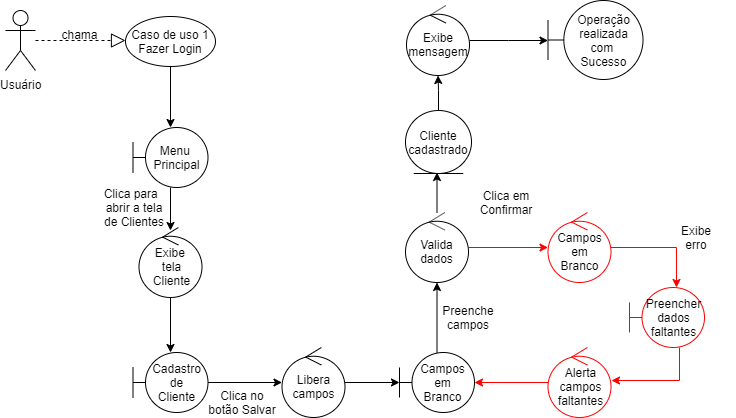 chama
Usuário
Caso de uso 1
Fazer Login
Menu
Principal
Clica para
abrir a tela
de Clientes
Exibe
tela
Cliente
Cadastro
de
Cliente
Clica no
botão Salvar
Libera
campos
Campos
em
Branco
Preenche
campos
Valida
dados
Cliente
cadastrado
Exibe
mensagem
Operação
realizada
com
Sucesso
Clica em
Confirmar
Campos
em
Branco
Exibe
erro
Preencher
dados
faltantes
Alerta
campos
faltantes